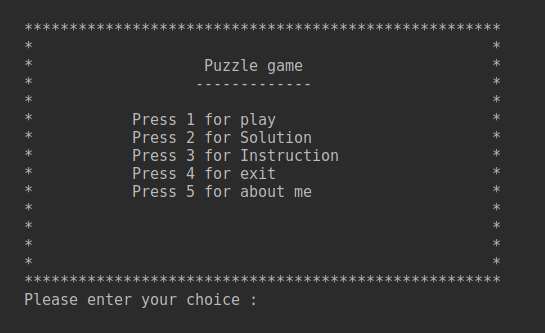 *****************************************************
* *
* Puzzle game *
* ------------- *
* *
* Press 1 for play *
* Press 2 for Solution *
* Press 3 for Instruction *
* Press 4 for exit *
* Press 5 for about me *
* *
* *
* *
* *
*****************************************************
Please enter your choice :